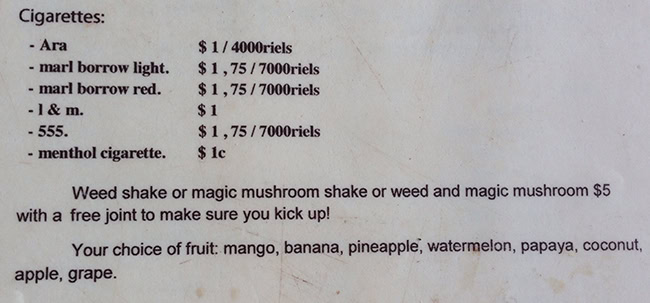 Cigarettes:
- Ara $ 1 / 4000riels
- marl borrow light. $ 1 , 75 / 7000riels
- marl borrow red. $ 1 , 75 / 7000riels
- l & m. $ 1
- 555. $ 1 , 75 / 7000riels
- menthol cigarette. $ 1c
Weed shake or magic mushroom shake or weed and magic mushroom $5
with a free joint to make sure you kick up!
Your choice of fruit: mango, banana, pineapple, watermelon, papaya, coconut,
apple, grape.